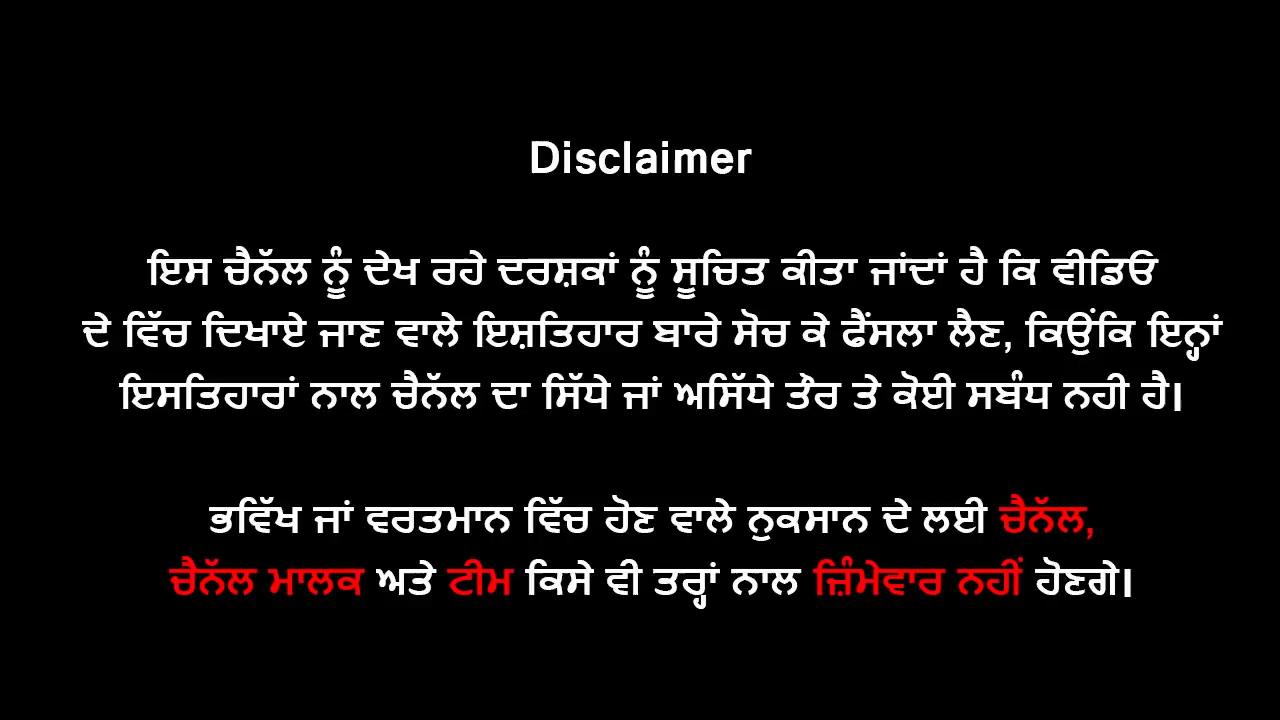 Disclaimer
ਇਸ ਚੈਨੱਲ ਨੂੰ ਦੇਖ ਰਹੇ ਦਰਸ਼ਕਾਂ ਨੂੰ ਸੂਚਿਤ ਕੀਤਾ ਜਾਂਦਾਂ ਹੈ ਕਿ ਵੀਡਿਓ
ਦੇ ਵਿੱਚ ਦਿਖਾਏ ਜਾਣ ਵਾਲੇ ਇਸ਼ਤਿਹਾਰ ਬਾਰੇ ਸੋਚ ਕੇ ਫੈਂਸਲਾ ਲੈਣ, ਕਿਉਂਕਿ ਇਨ੍ਹਾਂ
ਇਸਤਿਹਾਰਾਂ ਨਾਲ ਚੈਨੱਲ ਦਾ ਸਿੱਧੇ ਜਾਂ ਅਸਿੱਧੇ ਤੌਰ ਤੇ ਕੋਈ ਸਬੰਧ ਨਹੀ ਹੈ।
ਭਵਿੱਖ ਜਾਂ ਵਰਤਮਾਨ ਵਿੱਚ ਹੋਣ ਵਾਲੇ ਨੁਕਸਾਨ ਦੇ ਲਈ ਚੈਨੱਲ,
ਚੈਨੱਲ ਮਾਲਕ ਅਤੇ ਟੀਮ ਕਿਸੇ ਵੀ ਤਰ੍ਹਾਂ ਨਾਲ ਜ਼ਿੰਮੇਵਾਰ ਨਹੀਂ ਹੋਣਗੇ।